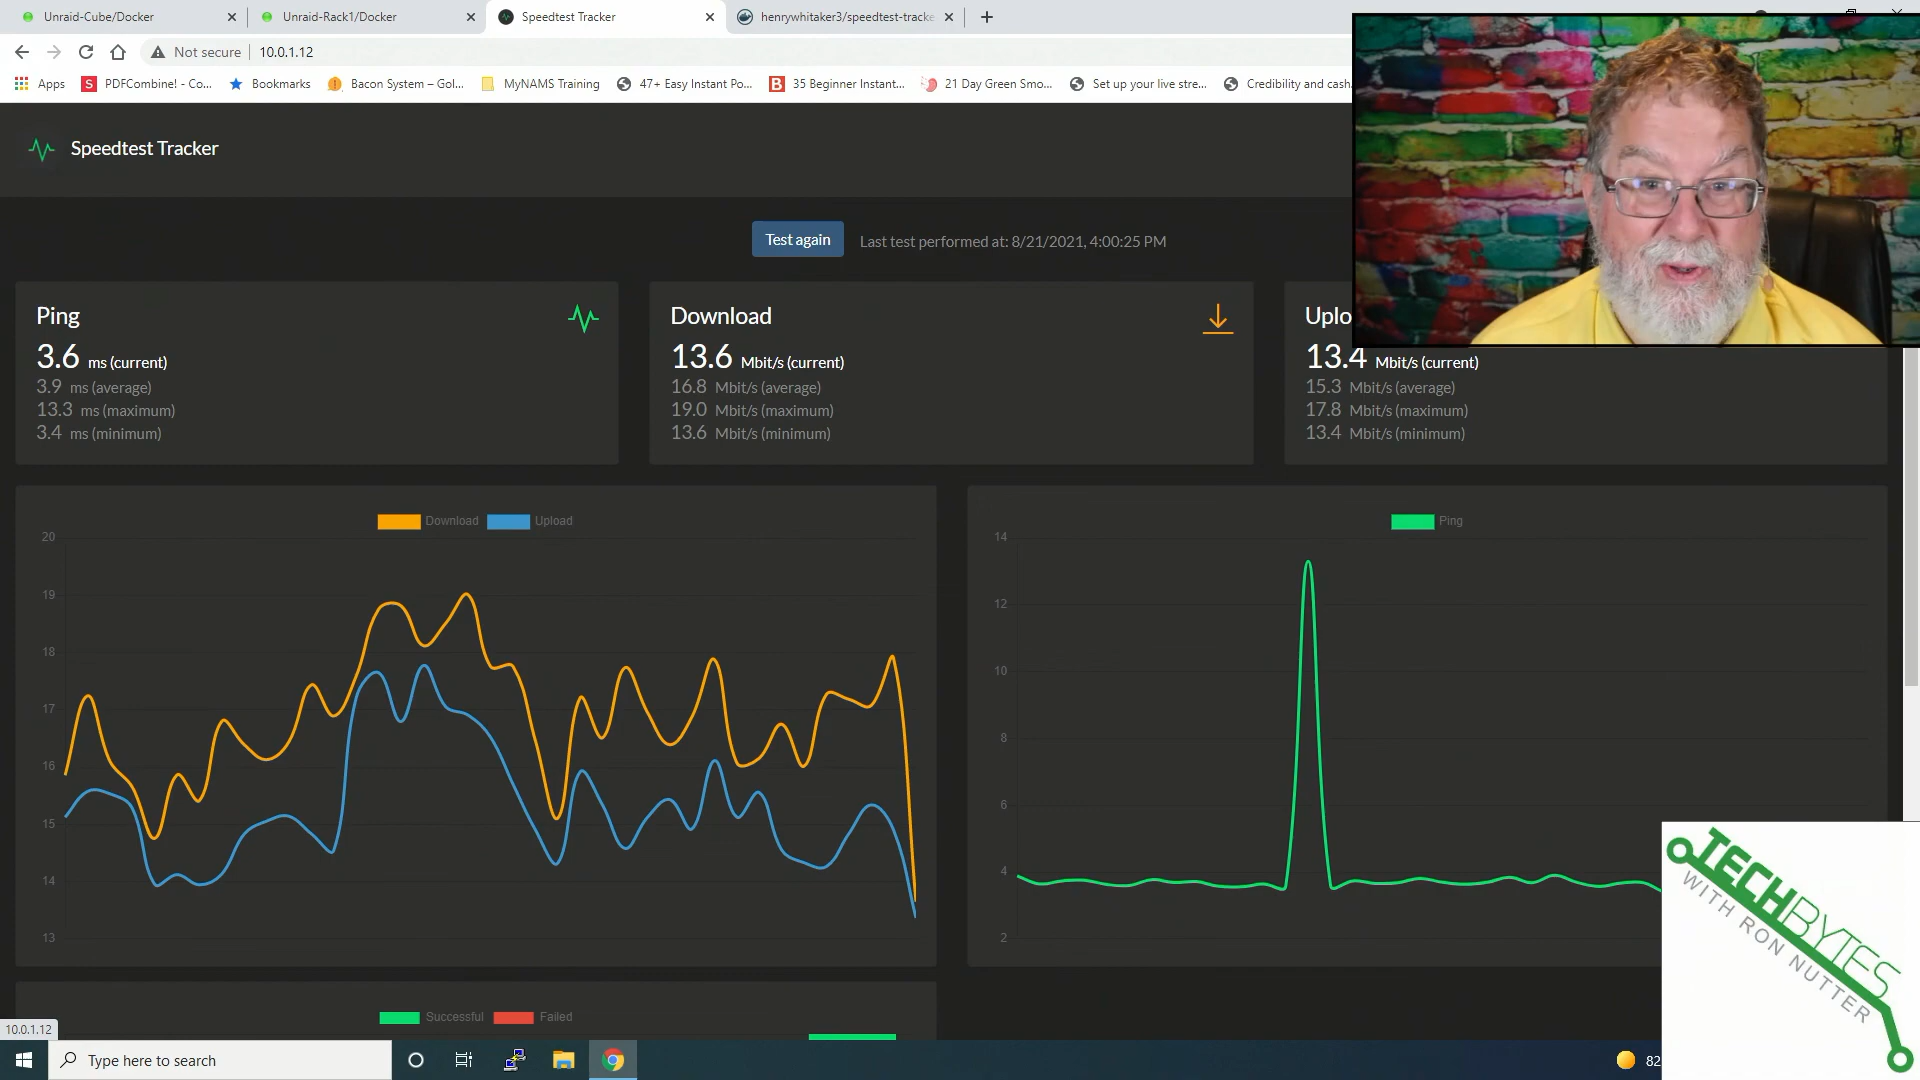 Unraid-Cube/Docker
Unraid-Rack1/Docker
Speedtest Tracker
henrywhitaker3/speedtest-tracke
Not secure
10.0.1.12
Apps
PDFCombine! - Co...
Bookmarks
Bacon System – Gol...
MyNAMS Training
47+ Easy Instant Po...
35 Beginner Instant...
21 Day Green Smo...
Set up your live stre...
Credibility and cash
Speedtest Tracker
Test again
Last test performed at: 8/21/2021, 4:00:25 PM
Ping
3.6 ms (current)
3.9 ms (average)
13.3 ms (maximum)
3.4 ms (minimum)
Download
13.6 Mbit/s (current)
16.8 Mbit/s (average)
19.0 Mbit/s (maximum)
13.6 Mbit/s (minimum)
Uplo
13.4 Mbit/s (current)
15.3 Mbit/s (average)
17.8 Mbit/s (maximum)
13.4 Mbit/s (minimum)
Download
Upload
20
19
18
17
16
15
14
13
Ping
14
12
10
8
6
4
2
Successful
Failed
TECHBYTES
WITH RON NUTTER
10.0.1.12
Type here to search
82